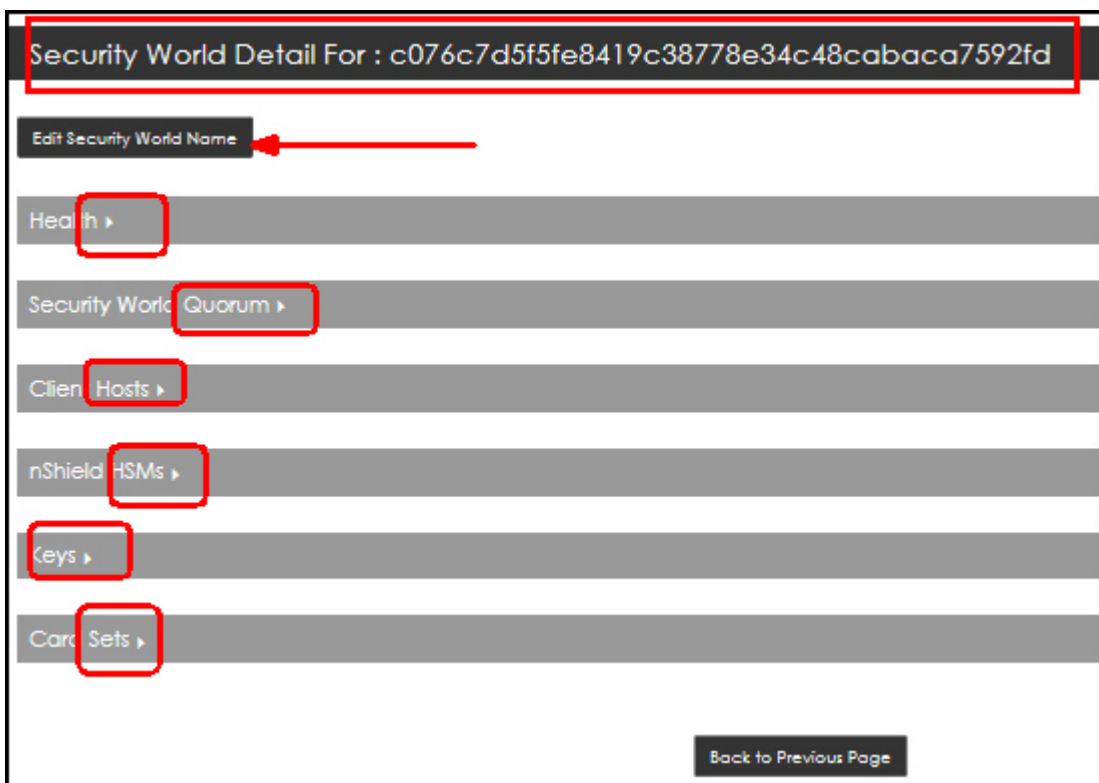 Security World Detail For : c076c7d5f5fe8419c38778e34c48cabaca7592fd
Edit Security World Name
Health
Security World Quorum
Client Hosts
nShield HSMs
Keys
Card Sets
Back to Previous Page